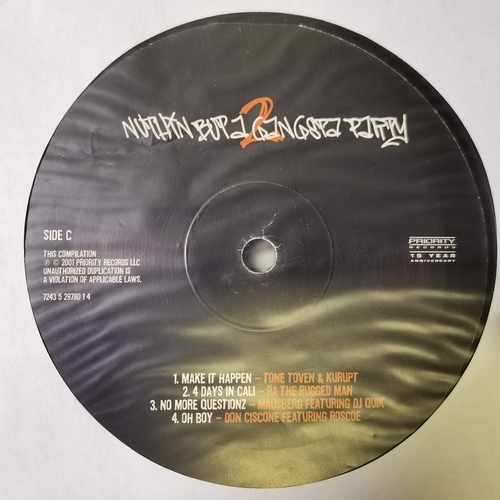 NUTHIN BUT A GANGSTA PARTY
2
SIDE C
THIS COMPILATION
℗ © 2001 PRIORITY RECORDS LLC
UNAUTHORIZED DUPLICATION IS
A VIOLATION OF APPLICABLE LAWS.
7243 5 29780 1 4
PRIORITY
RECORDS
15 YEAR
ANNIVERSARY
1. MAKE IT HAPPEN – TONE TOVEN & KURUPT
2. 4 DAYS IN CALI – RA THE RUGGED MAN
3. NO MORE QUESTIONZ – MAUSBERG FEATURING DJ QUIK
4. OH BOY – DON CISCONE FEATURING ROSCOE